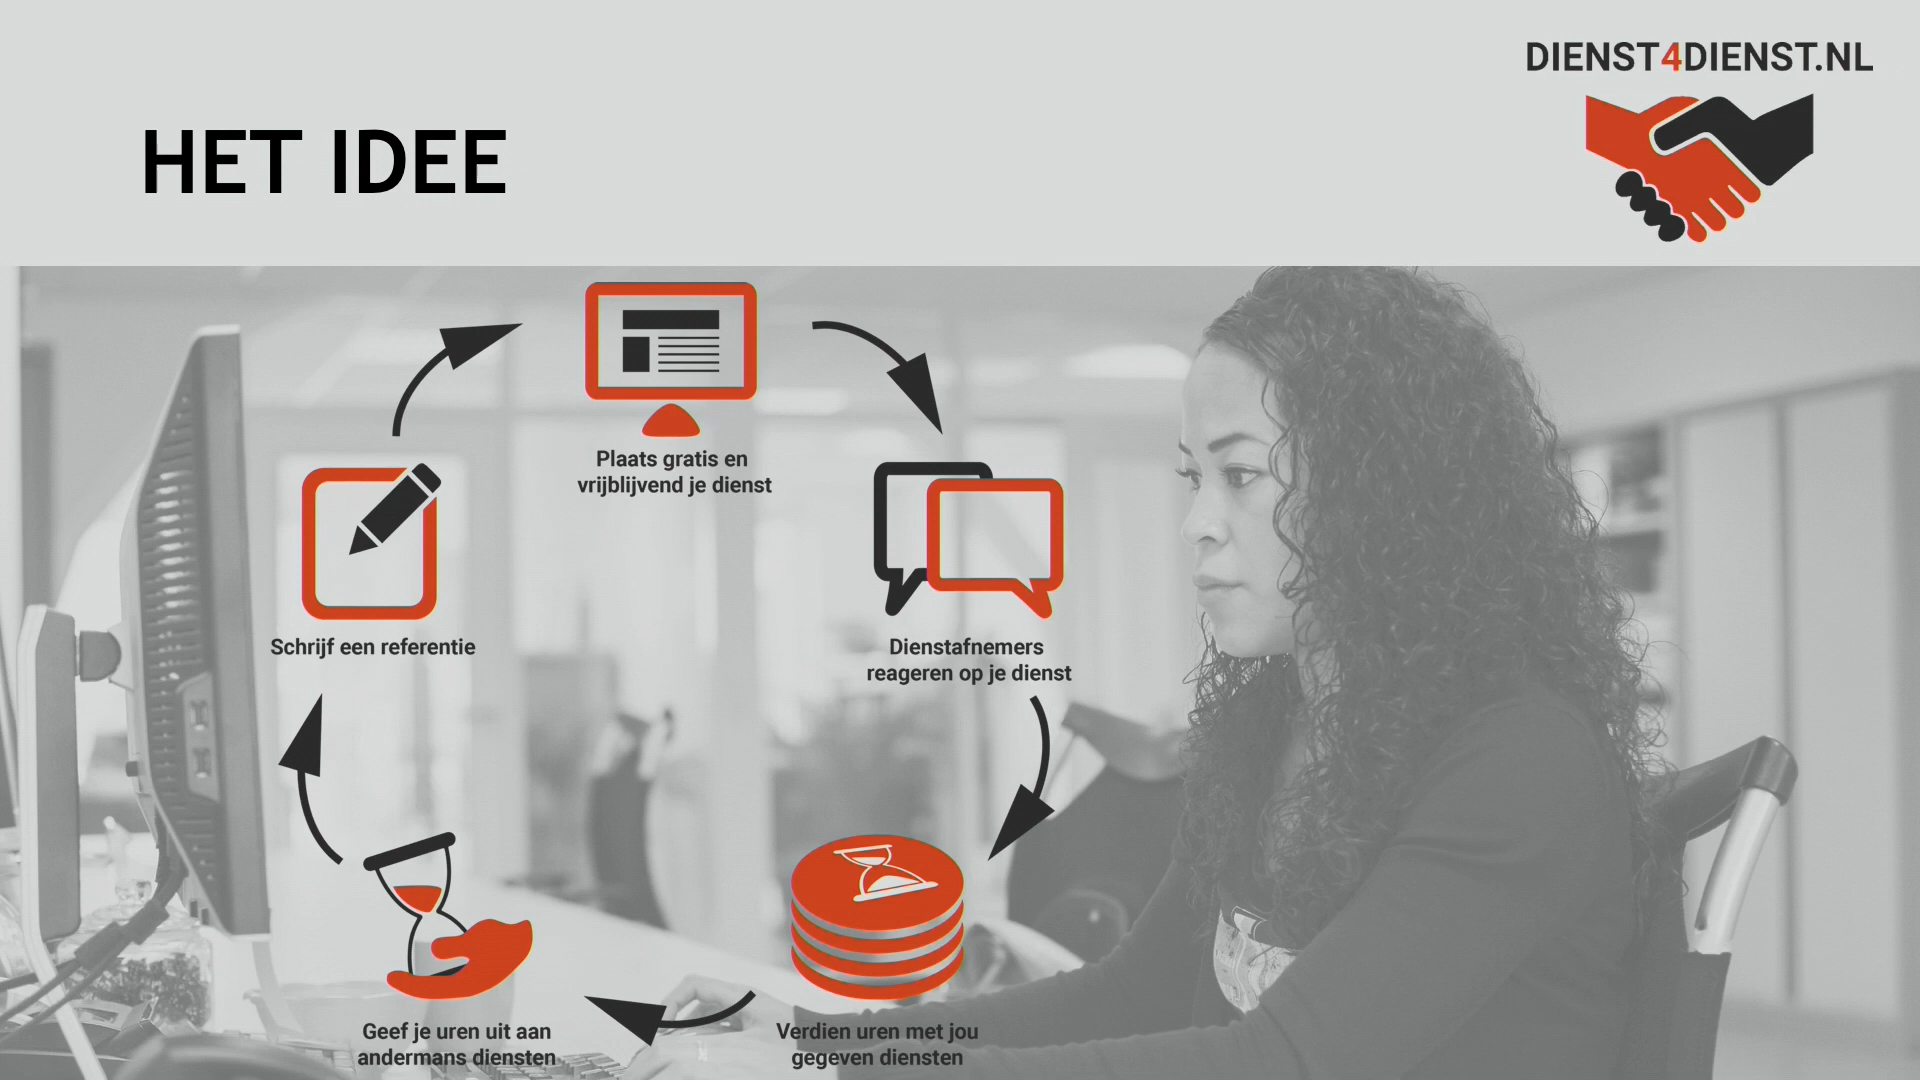 DIENST4DIENST.NL
HET IDEE
Plaats gratis en
vrijblijvend je dienst
Dienstafnemers
reageren op je dienst
Verdien uren met jou
gegeven diensten
Geef je uren uit aan
andermans diensten
Schrijf een referentie